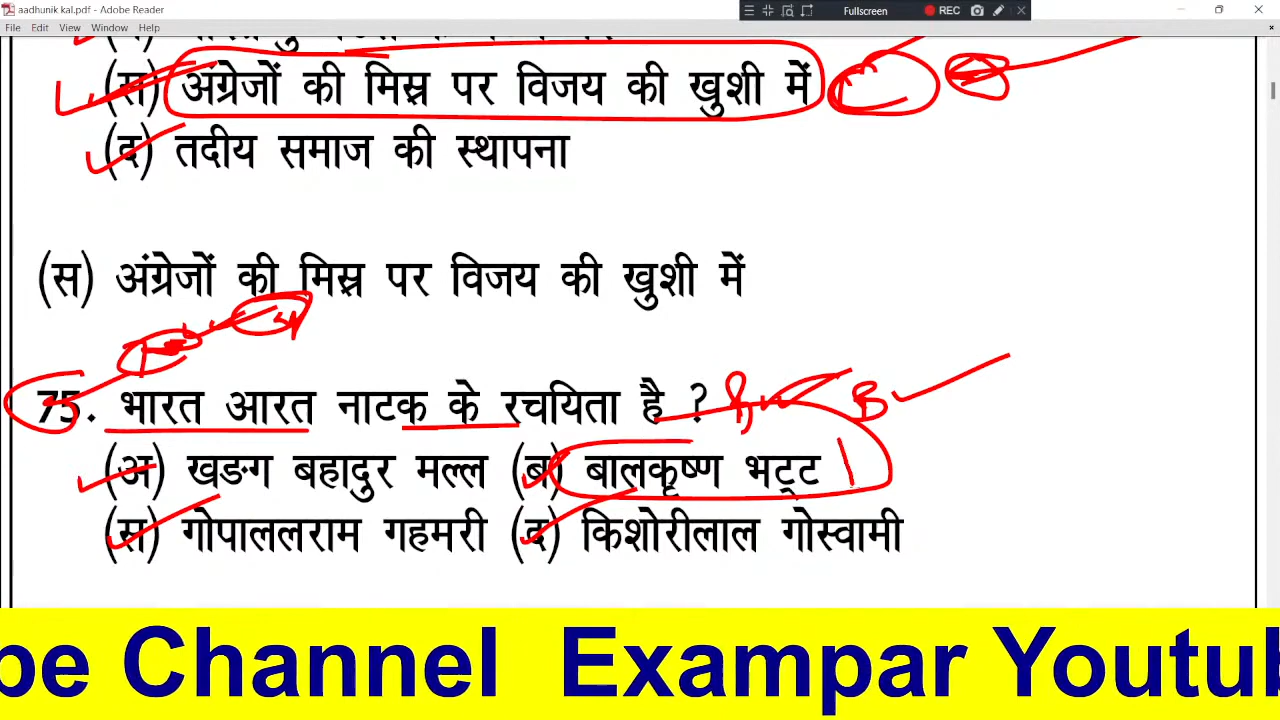 aadhunik kal.pdf - Adobe Reader
Fullscreen
REC
File Edit View Window Help
(स) अंग्रेजों की मिस्र पर विजय की खुशी में
(द) तदीय समाज की स्थापना
(स) अंग्रेजों की मिस्र पर विजय की खुशी में
75. भारत आरत नाटक के रचयिता है ?
B
(अ) खङग बहादुर मल्ल (ब) बालकृष्ण भट्ट
(स) गोपाललराम गहमरी (द) किशोरीलाल गोस्वामी
be Channel Exampar Youtub